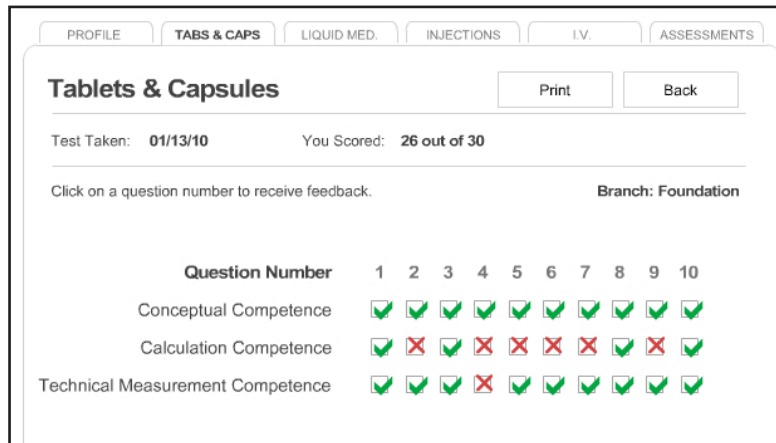 PROFILE TABS & CAPS LIQUID MED. INJECTIONS I.V. ASSESSMENTS
Tablets & Capsules Print Back
Test Taken: 01/13/10 You Scored: 26 out of 30
Click on a question number to receive feedback. Branch: Foundation
Question Number 1 2 3 4 5 6 7 8 9 10
Conceptual Competence
Calculation Competence
Technical Measurement Competence